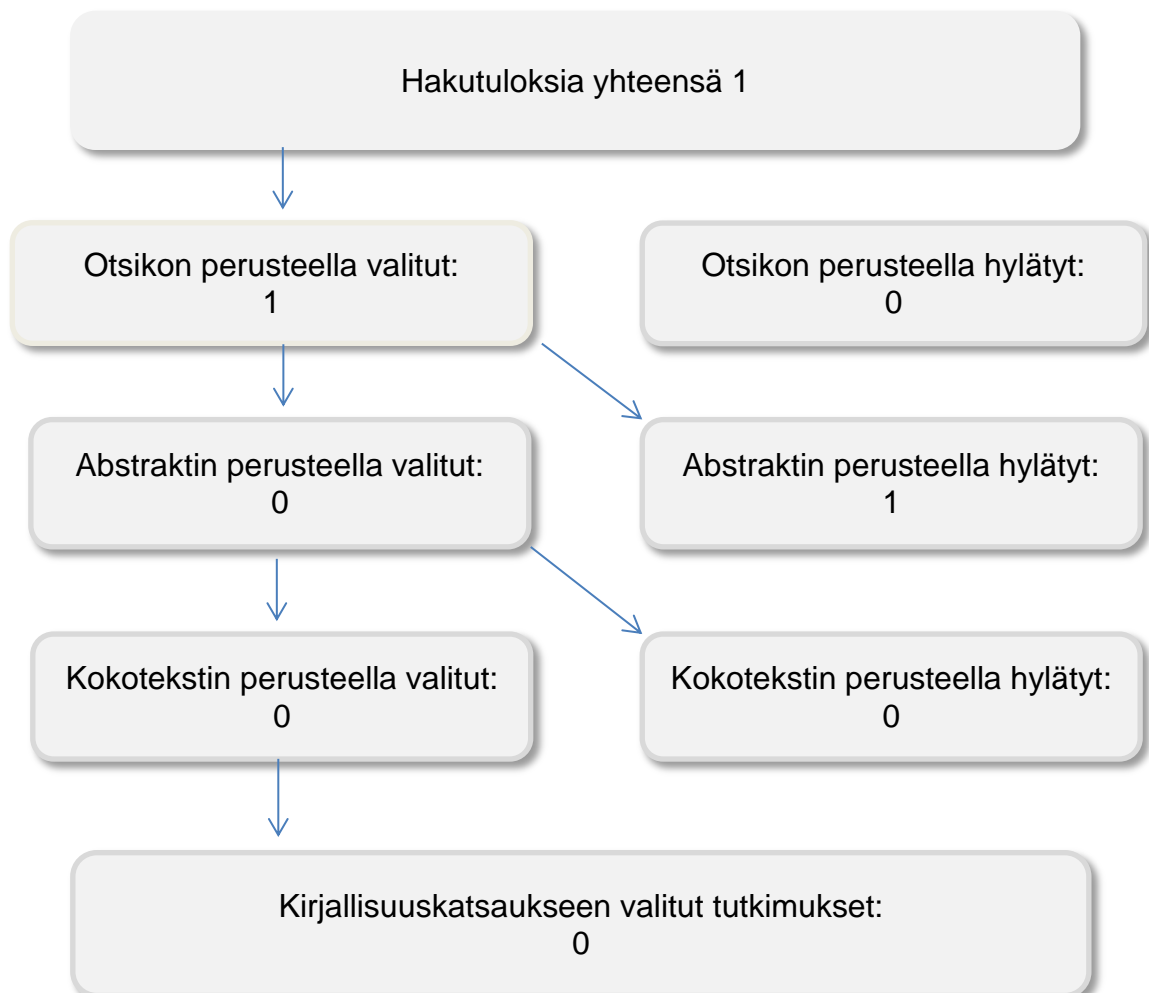 Hakutuloksia yhteensä 1
Otsikon perusteella valitut:
1
Otsikon perusteella hylätyt:
0
Abstraktin perusteella valitut:
0
Abstraktin perusteella hylätyt:
1
Kokotekstin perusteella valitut:
0
Kokotekstin perusteella hylätyt:
0
Kirjallisuuskatsaukseen valitut tutkimukset:
0